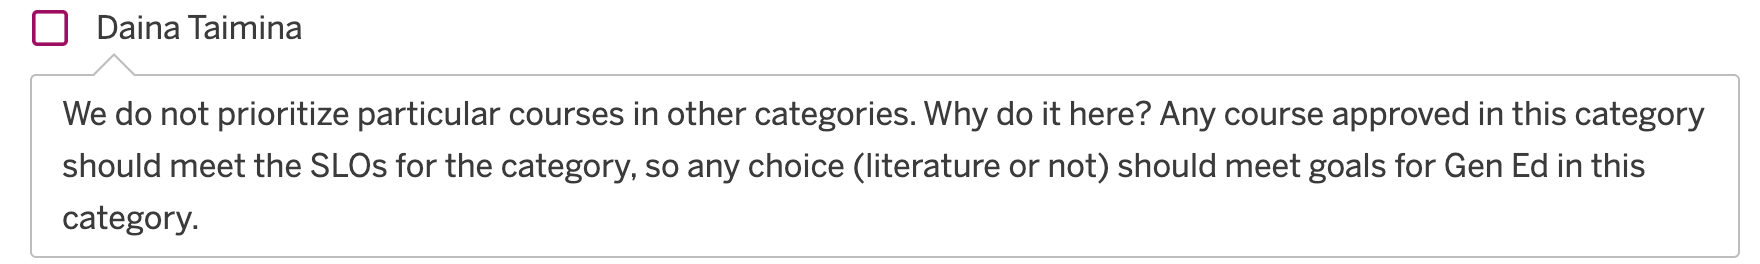 Daina Taimina
We do not prioritize particular courses in other categories. Why do it here? Any course approved in this category
should meet the SLOs for the category, so any choice (literature or not) should meet goals for Gen Ed in this
category.